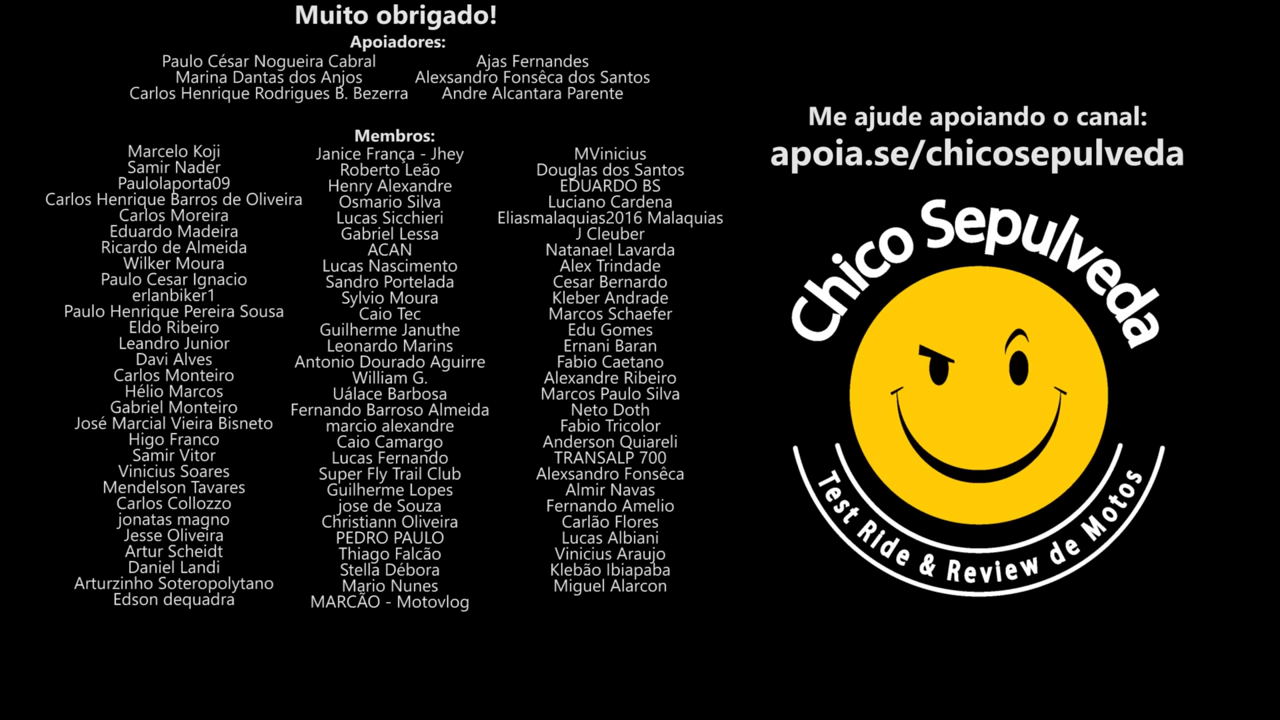 Muito obrigado!
Apoiadores:
Paulo César Nogueira Cabral
Marina Dantas dos Anjos
Carlos Henrique Rodrigues B. Bezerra
Ajas Fernandes
Alexsandro Fonsêca dos Santos
Andre Alcantara Parente
Membros:
Marcelo Koji
Samir Nader
Paulolaporta09
Carlos Henrique Barros de Oliveira
Carlos Moreira
Eduardo Madeira
Ricardo de Almeida
Wilker Moura
Paulo Cesar Ignacio
erlanbiker1
Paulo Henrique Pereira Sousa
Eldo Ribeiro
Leandro Junior
Davi Alves
Carlos Monteiro
Hélio Marcos
Gabriel Monteiro
José Marcial Vieira Bisneto
Higo Franco
Samir Vitor
Vinicius Soares
Mendelson Tavares
Carlos Collozzo
jonatas magno
Jesse Oliveira
Artur Scheidt
Daniel Landi
Arturzinho Soteropolytano
Edson dequadra
Janice França - Jhey
Roberto Leão
Henry Alexandre
Osmario Silva
Lucas Sicchieri
Gabriel Lessa
ACAN
Lucas Nascimento
Sandro Portelada
Sylvio Moura
Caio Tec
Guilherme Januthe
Leonardo Marins
Antonio Dourado Aguirre
William G.
Uálace Barbosa
Fernando Barroso Almeida
marcio alexandre
Caio Camargo
Lucas Fernando
Super Fly Trail Club
Guilherme Lopes
jose de Souza
Christiann Oliveira
PEDRO PAULO
Thiago Falcão
Stella Débora
Mario Nunes
MARCÃO - Motovlog
MVinicius
Douglas dos Santos
EDUARDO BS
Luciano Cardena
Eliasmalaquias2016 Malaquias
J Cleuber
Natanael Lavarda
Alex Trindade
Cesar Bernardo
Kleber Andrade
Marcos Schaefer
Edu Gomes
Ernani Baran
Fabio Caetano
Alexandre Ribeiro
Marcos Paulo Silva
Neto Doth
Fabio Tricolor
Anderson Quiareli
TRANSALP 700
Alexsandro Fonsêca
Almir Navas
Fernando Amelio
Carlão Flores
Lucas Albiani
Vinicius Araujo
Klebão Ibiapaba
Miguel Alarcon
Me ajude apoiando o canal:
apoia.se/chicosepulveda
Chico Sepulveda
Test Ride & Review de Motos